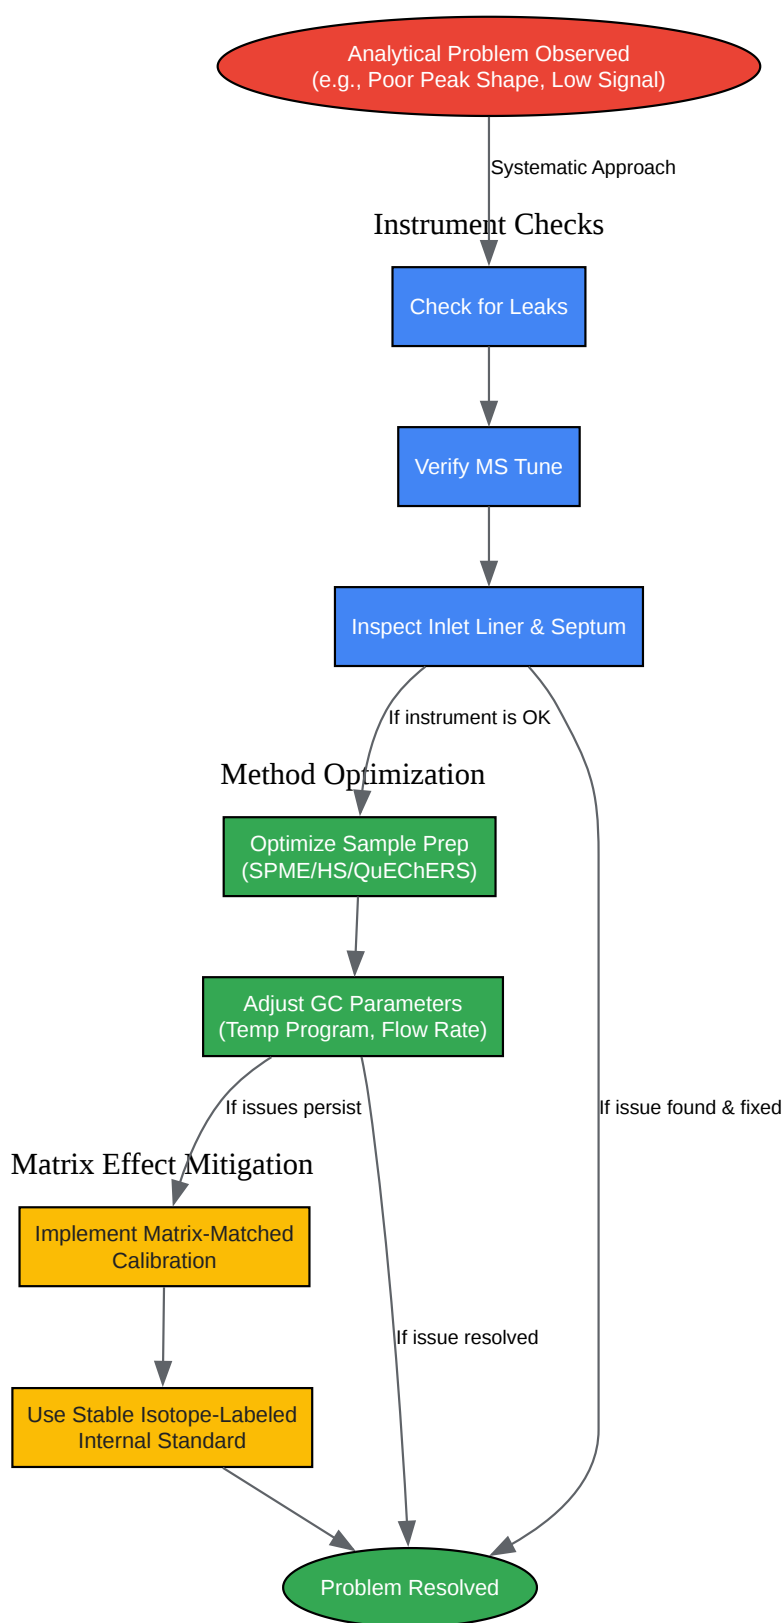 Analytical Problem Observed
(e.g., Poor Peak Shape, Low Signal)
Systematic Approach
Instrument Checks
Check for Leaks
Verify MS Tune
Inspect Inlet Liner & Septum
If instrument is OK
Method Optimization
Optimize Sample Prep
(SPME/HS/QuEChERS)
Adjust GC Parameters
(Temp Program, Flow Rate)
If issues persist
If issue found & fixed
Matrix Effect Mitigation
Implement Matrix-Matched
Calibration
If issue resolved
Use Stable Isotope-Labeled
Internal Standard
Problem Resolved